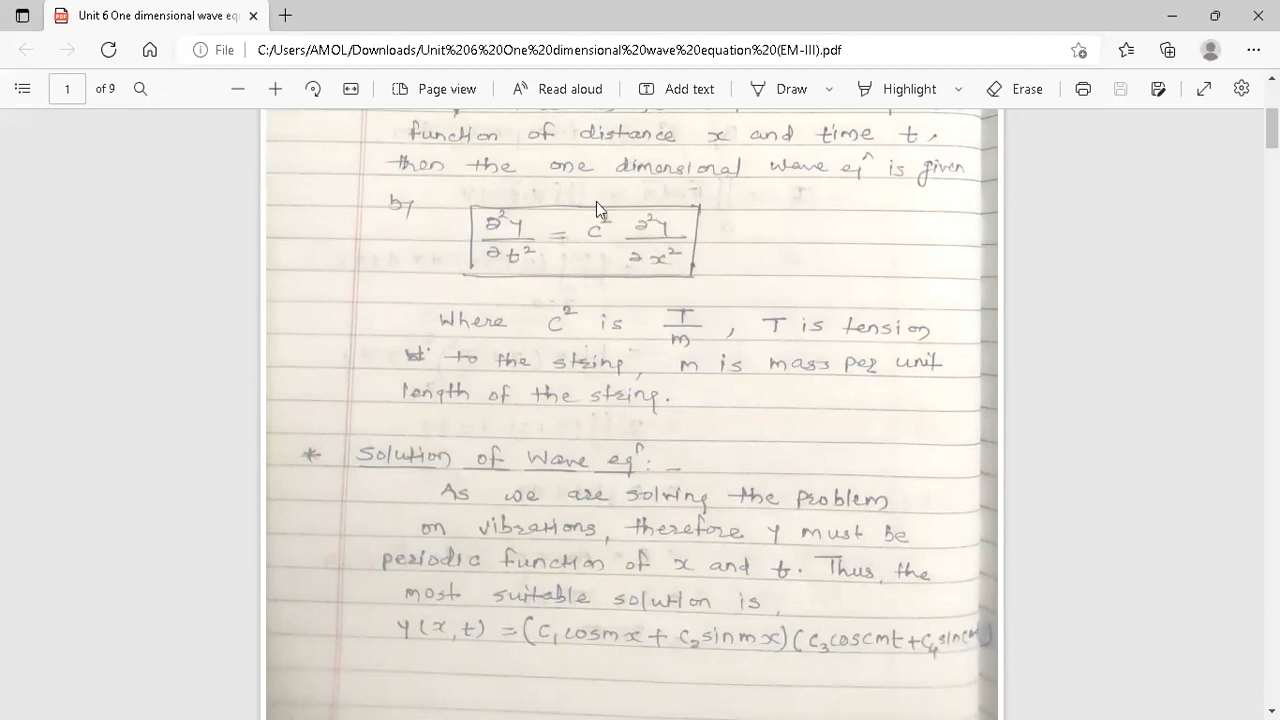 Unit 6 One dimensional wave eq
File C:/Users/AMOL/Downloads/Unit%206%20One%20dimensional%20wave%20equation%20(EM-III).pdf
1 of 9 Page view Read aloud Add text Draw Highlight Erase
function of distance x and time t,
then the one dimensional wave eqⁿ is given
by
∂²y/∂t² = c² ∂²y/∂x²
Where c² is T/m, T is tension
to the string, m is mass per unit
length of the string.
* Solution of Wave eqⁿ: -
As we are solving the problem
on vibrations, therefore y must be
periodic function of x and t. Thus, the
most suitable solution is,
y(x,t) = (c₁cosmx + c₂sinmx)(c₃coscmt+c₄sincm